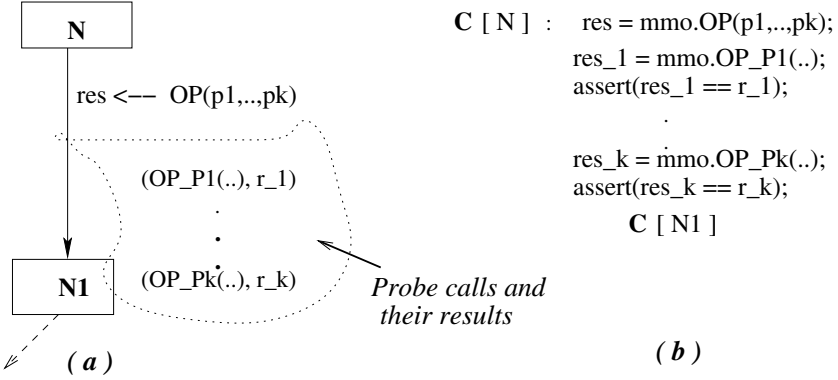 N
res <−− OP(p1,..,pk)
(OP_P1(..), r_1)
.
.
.
(OP_Pk(..), r_k)
N1
Probe calls and
their results
( a )
C [ N ] : res = mmo.OP(p1,..,pk);
res_1 = mmo.OP_P1(..);
assert(res_1 == r_1);
.
.
res_k = mmo.OP_Pk(..);
assert(res_k == r_k);
C [ N1 ]
( b )